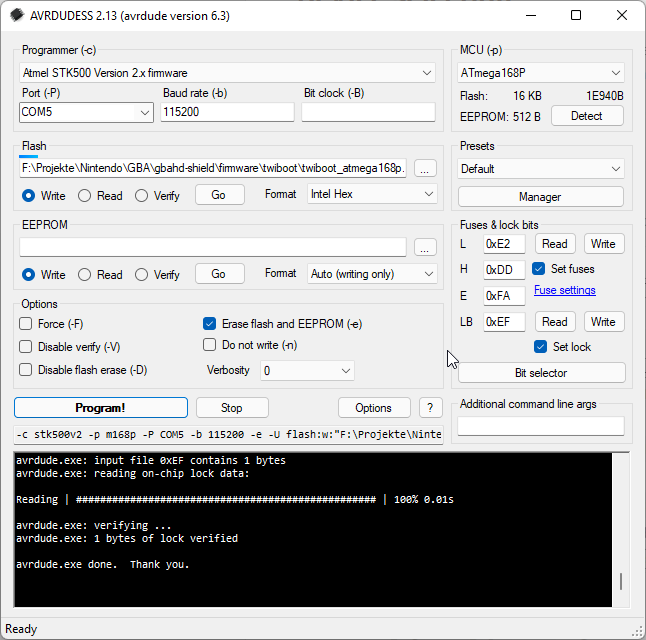 AVRDUDESS 2.13 (avrdude version 6.3)
Programmer (-c)
Atmel STK500 Version 2.x firmware
Port (-P) Baud rate (-b) Bit clock (-B)
COM5 115200
MCU (-p)
ATmega168P
Flash: 16 KB 1E940B
EEPROM: 512 B Detect
Flash
F:\Projekte\Nintendo\GBA\gbahd-shield\firmware\twiboot\twiboot_atmega168p. ...
Write Read Verify Go Format Intel Hex
Presets
Default
Manager
EEPROM
...
Write Read Verify Go Format Auto (writing only)
Fuses & lock bits
L 0xE2 Read Write
H 0xDD Set fuses
E 0xFA Fuse settings
LB 0xEF Read Write
Set lock
Bit selector
Options
Force (-F) Erase flash and EEPROM (-e)
Disable verify (-V) Do not write (-n)
Disable flash erase (-D) Verbosity 0
Program! Stop Options ?
Additional command line args
-c stk500v2 -p m168p -P COM5 -b 115200 -e -U flash:w:"F:\Projekte\Ninte
avrdude.exe: input file 0xEF contains 1 bytes
avrdude.exe: reading on-chip lock data:
Reading | ################################################## | 100% 0.01s
avrdude.exe: verifying ...
avrdude.exe: 1 bytes of lock verified
avrdude.exe done.  Thank you.
Ready